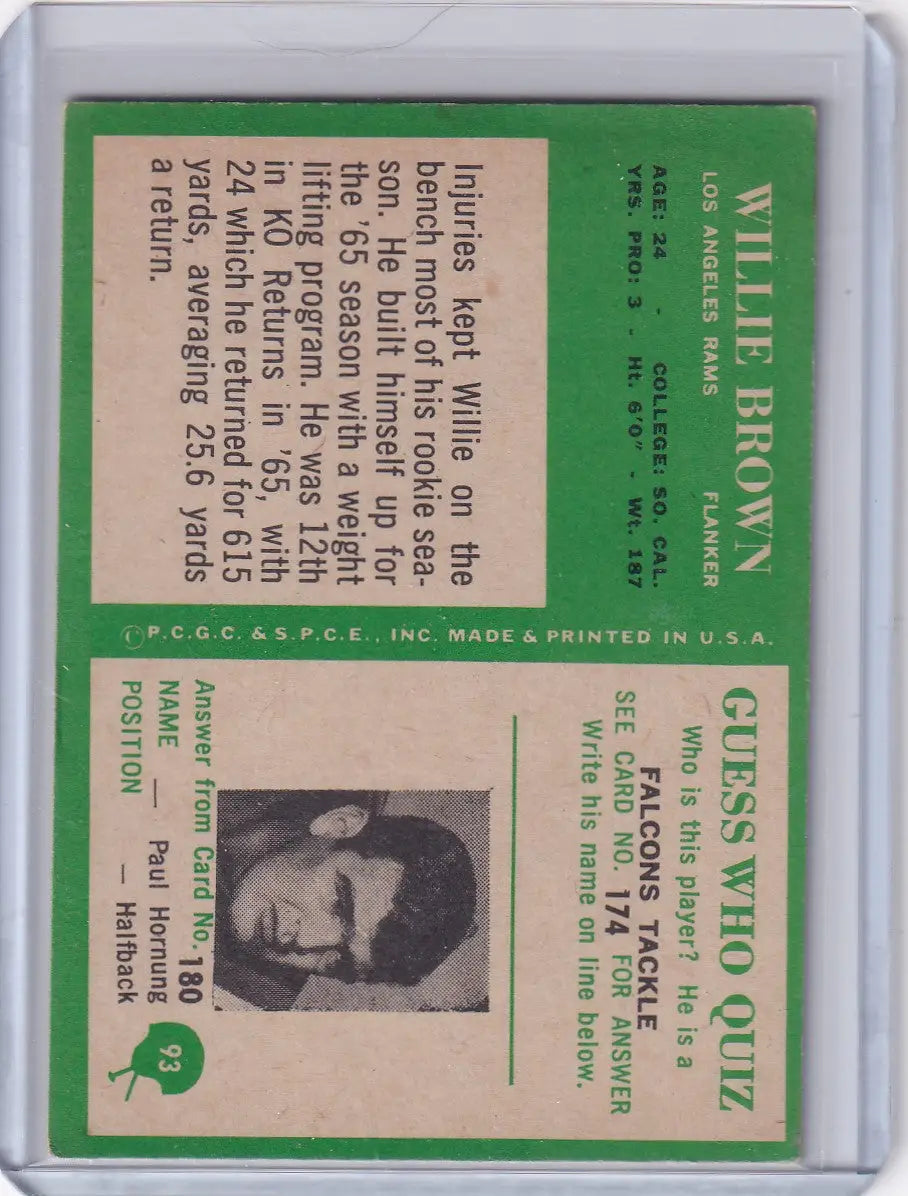 WILLIE BROWN
LOS ANGELES RAMS FLANKER
AGE: 24 - COLLEGE: SO. CAL.
YRS. PRO: 3 - Ht. 6'0" - Wt. 187
Injuries kept Willie on the
bench most of his rookie sea-
son. He built himself up for
the '65 season with a weight
lifting program. He was 12th
in KO Returns in '65, with
24 which he returned for 615
yards, averaging 25.6 yards
a return.
©P.C.G.C. & S.P.C.E., INC. MADE & PRINTED IN U.S.A.
GUESS WHO QUIZ
Who is this player? He is a
FALCONS TACKLE
SEE CARD NO. 174 FOR ANSWER
Write his name on line below.
Answer from Card No. 180
NAME — Paul Hornung
POSITION — Halfback
93